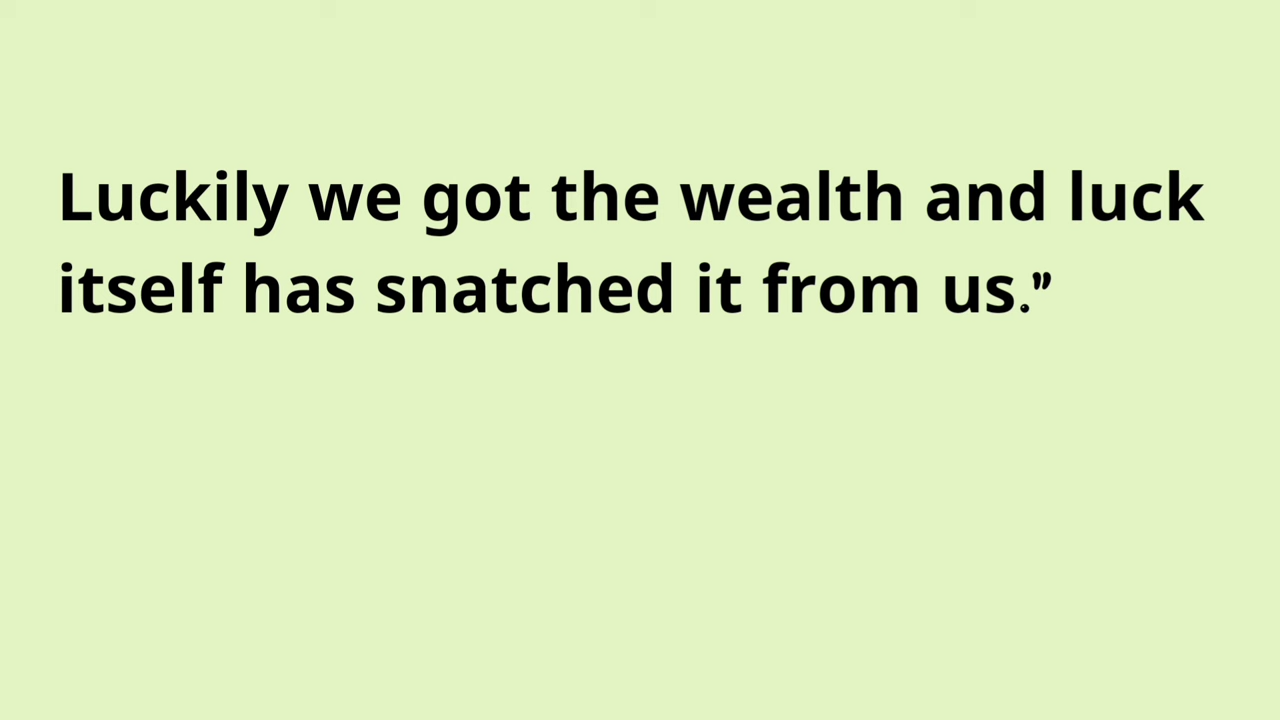 Luckily we got the wealth and luck
itself has snatched it from us.”